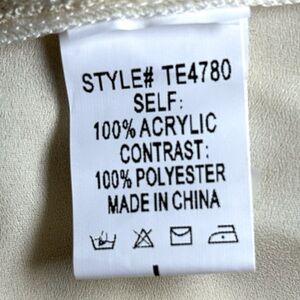 STYLE# TE4780
SELF:
100% ACRYLIC
CONTRAST:
100% POLYESTER
MADE IN CHINA